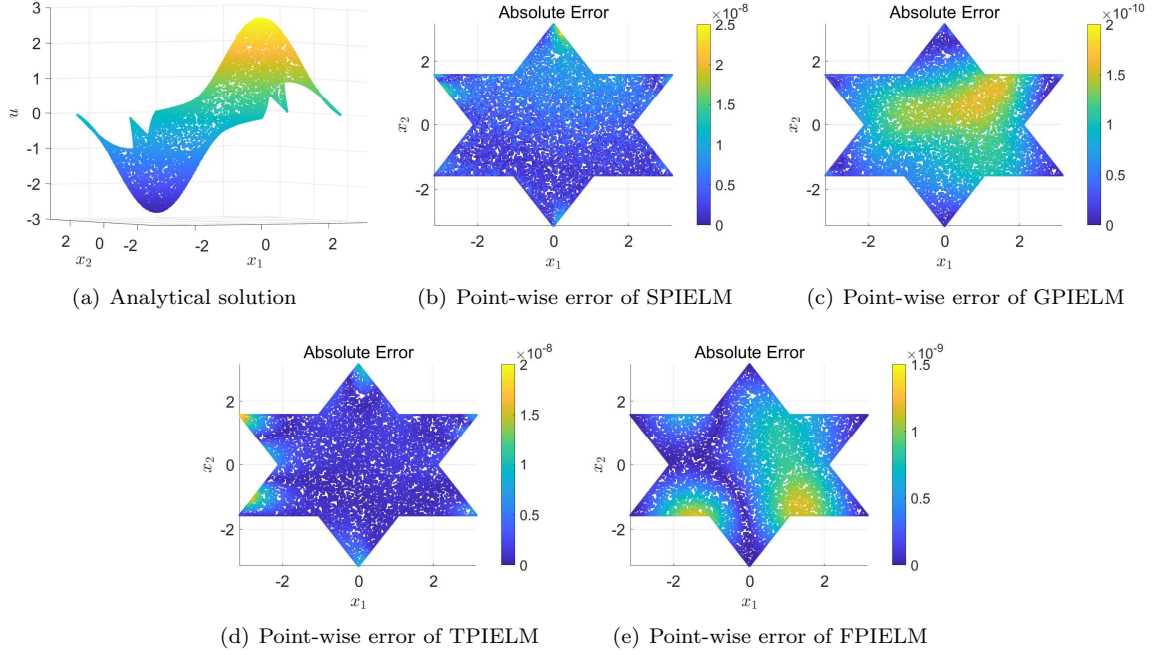 3
2
1
0
-1
-2
-3
u
2 0 -2
x₂
-2 0 2
x₁
(a) Analytical solution
Absolute Error
×10⁻⁸
2.5
2
1.5
1
0.5
0
2
0
-2
x₂
-2 0 2
x₁
(b) Point-wise error of SPIELM
Absolute Error
×10⁻¹⁰
2
1.5
1
0.5
0
2
0
-2
x₂
-2 0 2
x₁
(c) Point-wise error of GPIELM
Absolute Error
×10⁻⁸
2
1.5
1
0.5
0
2
0
-2
x₂
-2 0 2
x₁
(d) Point-wise error of TPIELM
Absolute Error
×10⁻⁹
1.5
1
0.5
0
2
0
-2
x₂
-2 0 2
x₁
(e) Point-wise error of FPIELM